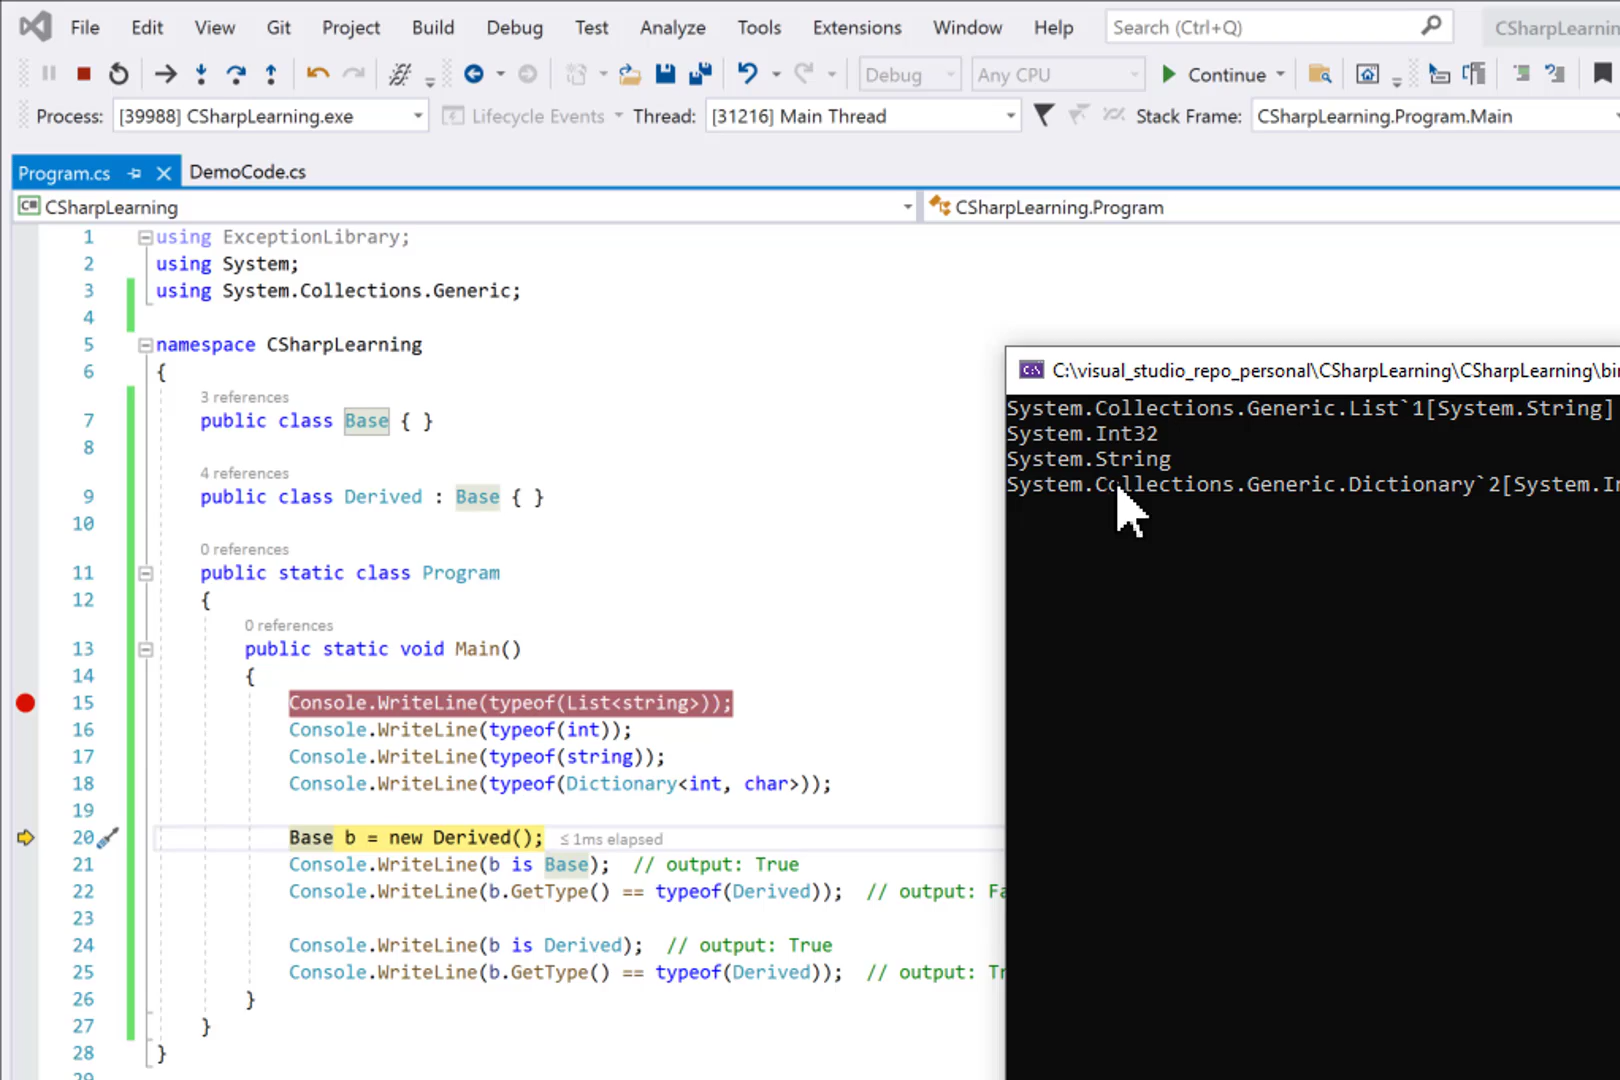 File Edit View Git Project Build Debug Test Analyze Tools Extensions Window Help Search (Ctrl+Q) CSharpLearnin
Debug Any CPU Continue
Process: [39988] CSharpLearning.exe Lifecycle Events Thread: [31216] Main Thread Stack Frame: CSharpLearning.Program.Main
Program.cs DemoCode.cs
C# CSharpLearning CSharpLearning.Program
1 using ExceptionLibrary;
2 using System;
3 using System.Collections.Generic;
4
5 namespace CSharpLearning
6 {
3 references
7 public class Base { }
8
4 references
9 public class Derived : Base { }
10
0 references
11 public static class Program
12 {
0 references
13 public static void Main()
14 {
15 Console.WriteLine(typeof(List<string>));
16 Console.WriteLine(typeof(int));
17 Console.WriteLine(typeof(string));
18 Console.WriteLine(typeof(Dictionary<int, char>));
19
20 Base b = new Derived(); ≤ 1ms elapsed
21 Console.WriteLine(b is Base); // output: True
22 Console.WriteLine(b.GetType() == typeof(Derived)); // output: Fa
23
24 Console.WriteLine(b is Derived); // output: True
25 Console.WriteLine(b.GetType() == typeof(Derived)); // output: Tr
26 }
27 }
28 }
29
C:\visual_studio_repo_personal\CSharpLearning\CSharpLearning\bin
System.Collections.Generic.List`1[System.String]
System.Int32
System.String
System.Collections.Generic.Dictionary`2[System.In